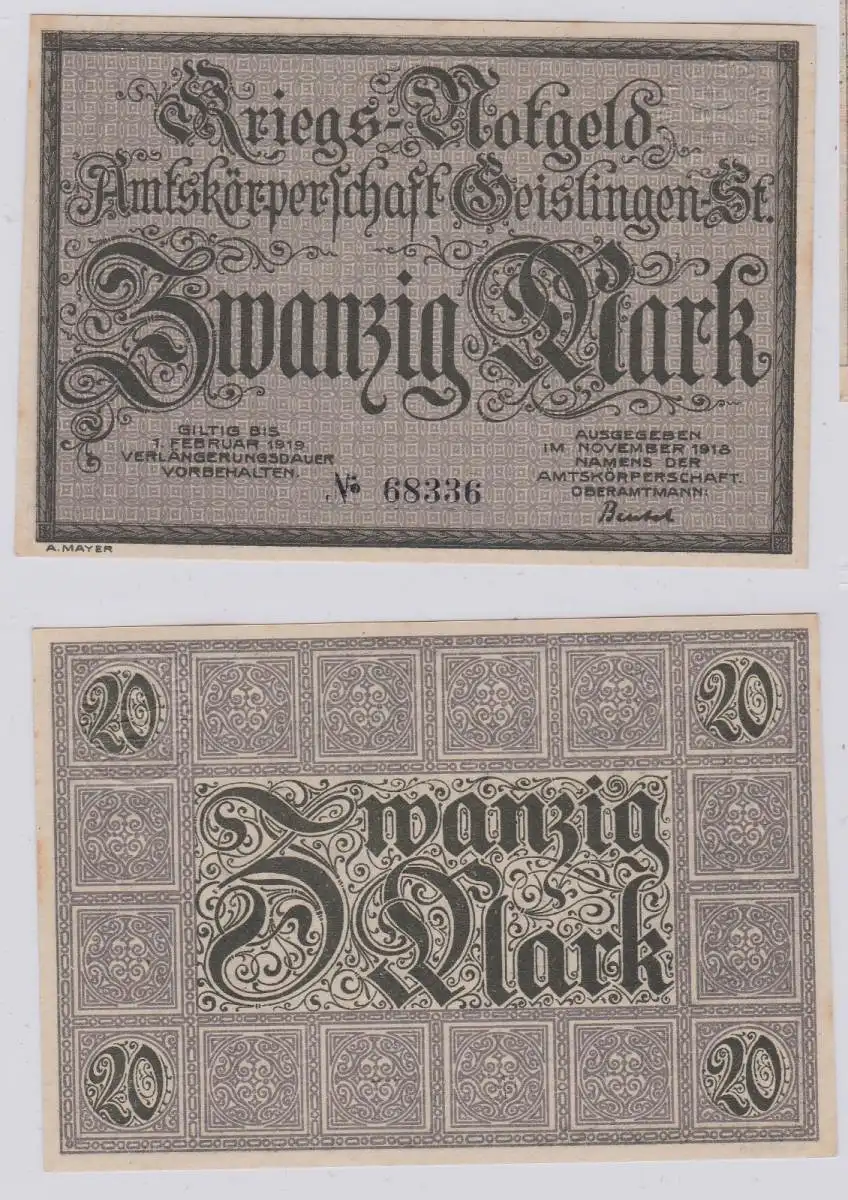 Kriegs-Notgeld
Amtskörperschaft Geislingen-St.
Zwanzig Mark
GILTIG BIS
1. FEBRUAR 1919
VERLÄNGERUNGSDAUER
VORBEHALTEN.
№ 68336
AUSGEGEBEN
IM NOVEMBER 1918
NAMENS DER
AMTSKÖRPERSCHAFT.
OBERAMTMANN:
A. MAYER
20
20
Zwanzig
Mark
20
20